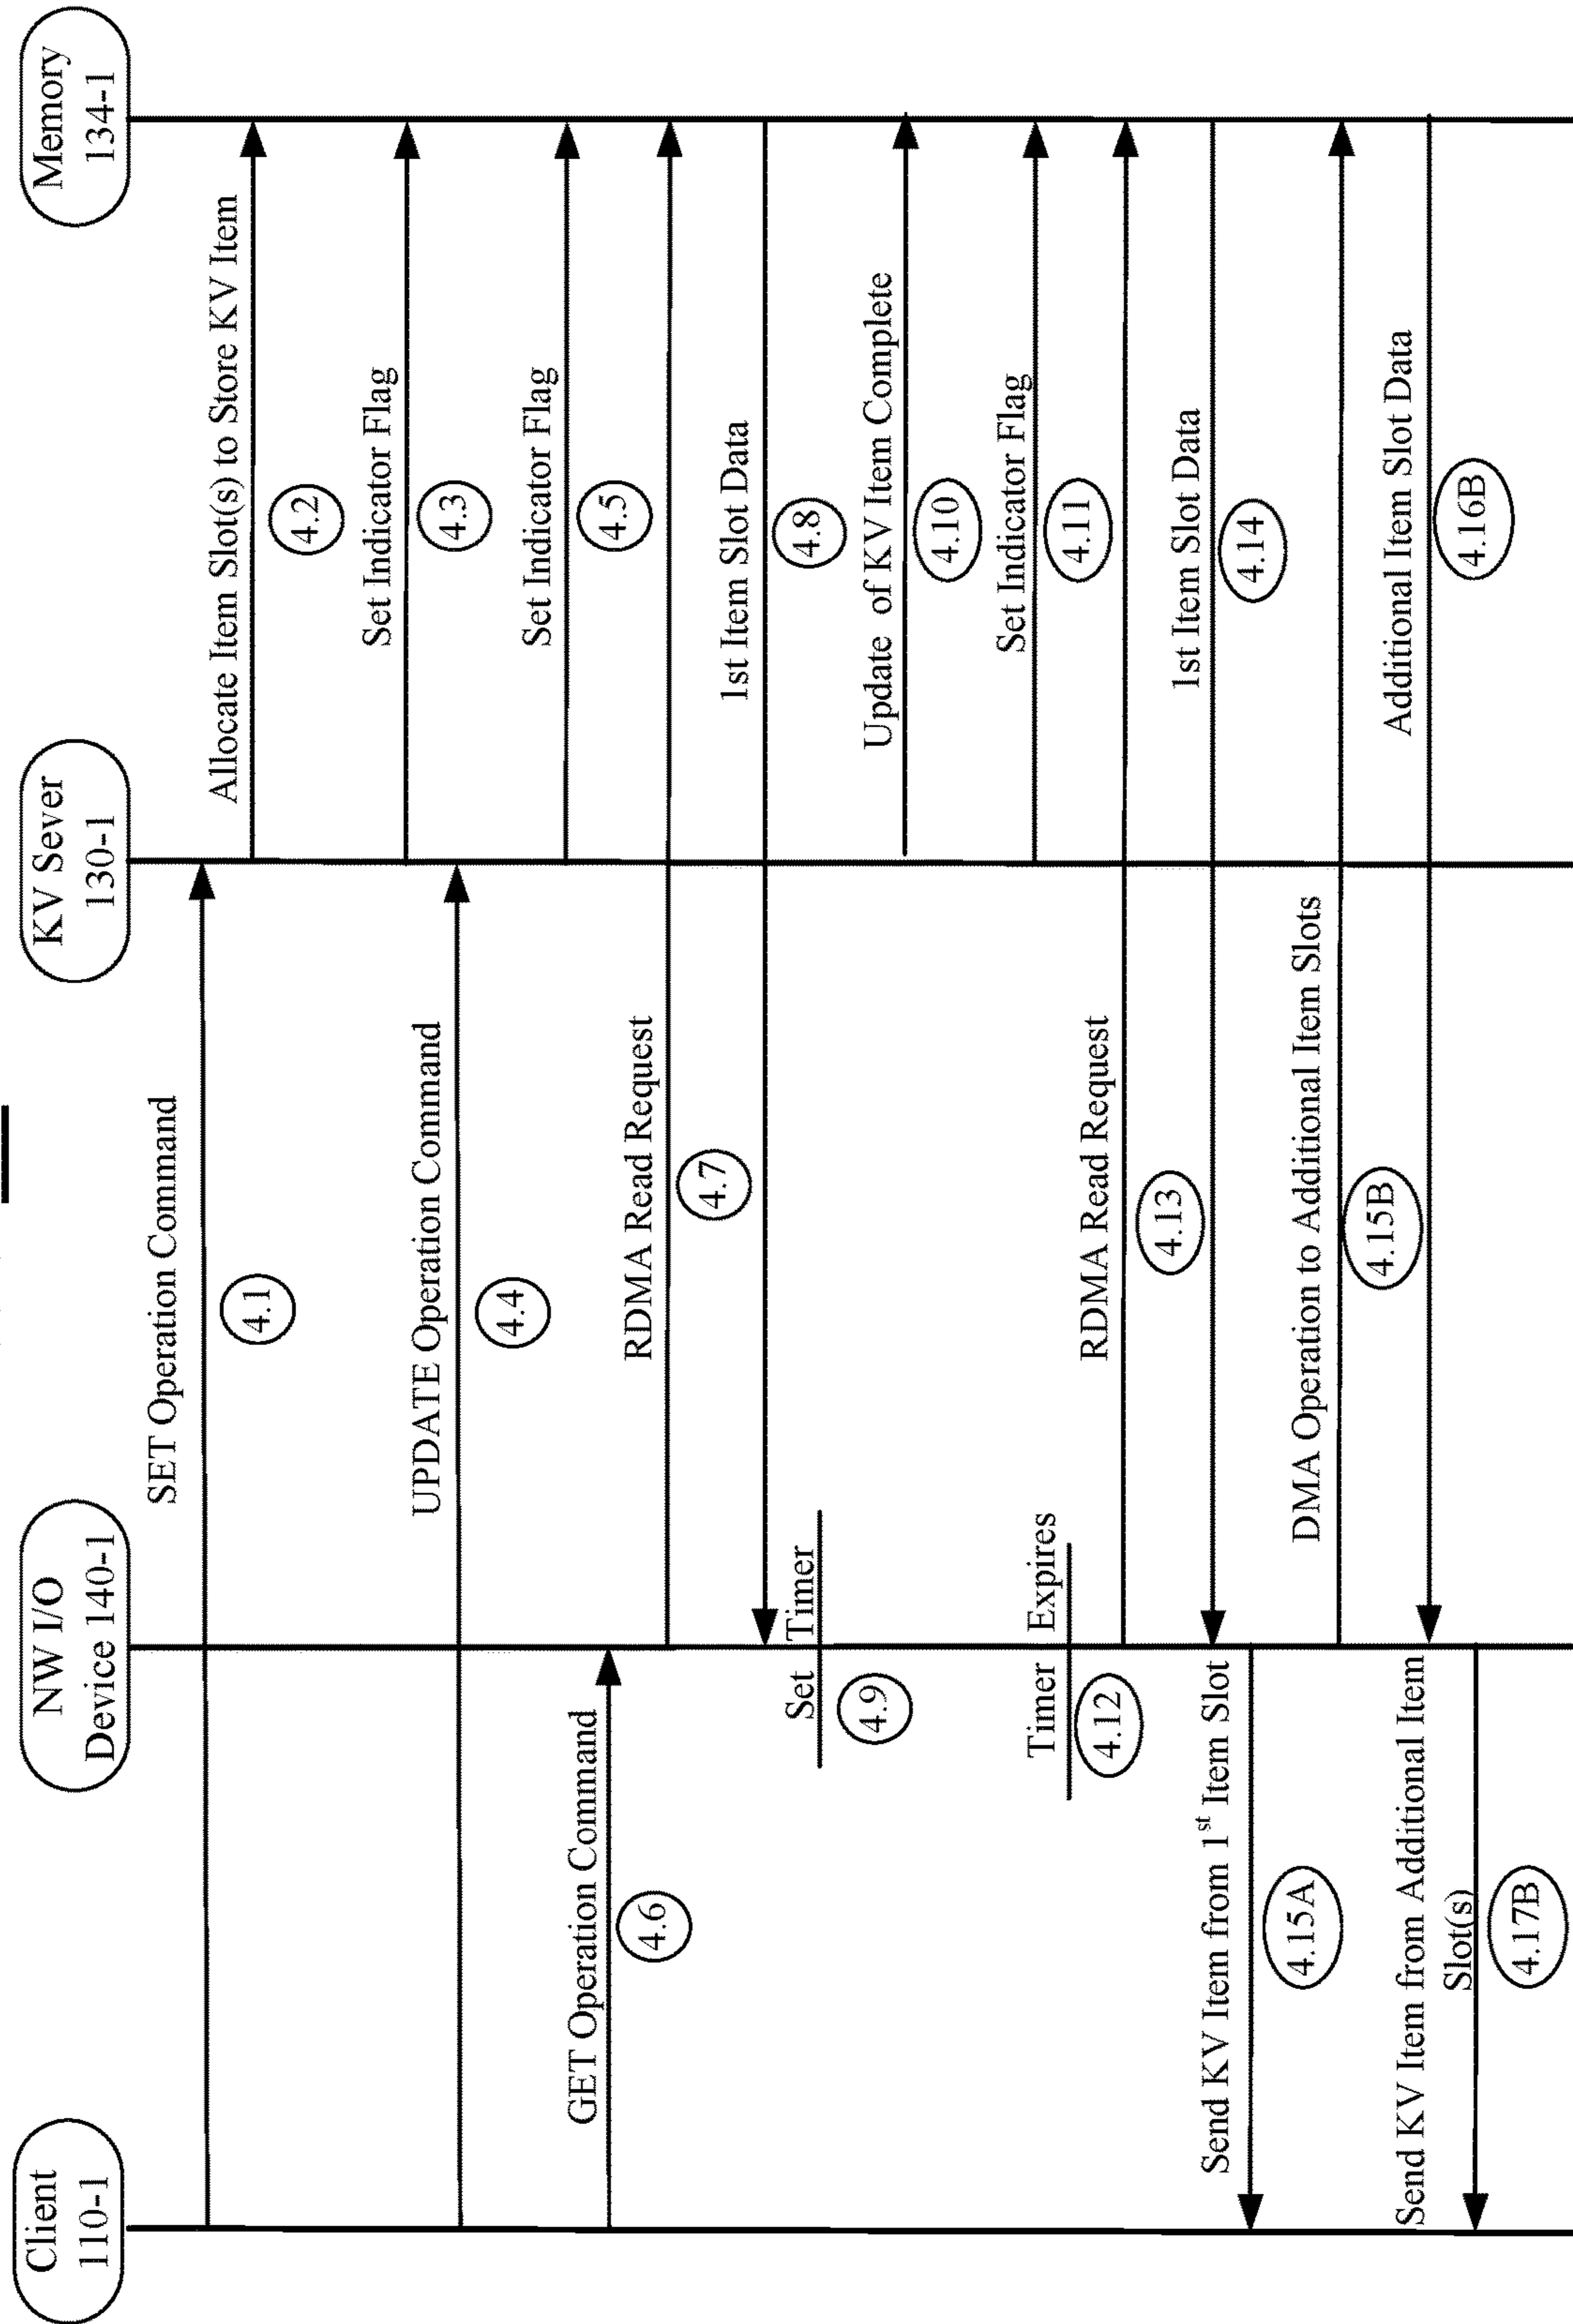 Client
110-1
NW I/O
Device 140-1
KV Sever
130-1
Memory
134-1
SET Operation Command
4.1
Allocate Item Slot(s) to Store KV Item
4.2
Set Indicator Flag
4.3
UPDATE Operation Command
4.4
Set Indicator Flag
4.5
GET Operation Command
4.6
RDMA Read Request
4.7
1st Item Slot Data
4.8
Set Timer
4.9
Update of KV Item Complete
4.10
Set Indicator Flag
4.11
Timer Expires
4.12
RDMA Read Request
4.13
1st Item Slot Data
4.14
Send KV Item from 1st Item Slot
4.15A
DMA Operation to Additional Item Slots
4.15B
Additional Item Slot Data
4.16B
Send KV Item from Additional Item
Slot(s)
4.17B